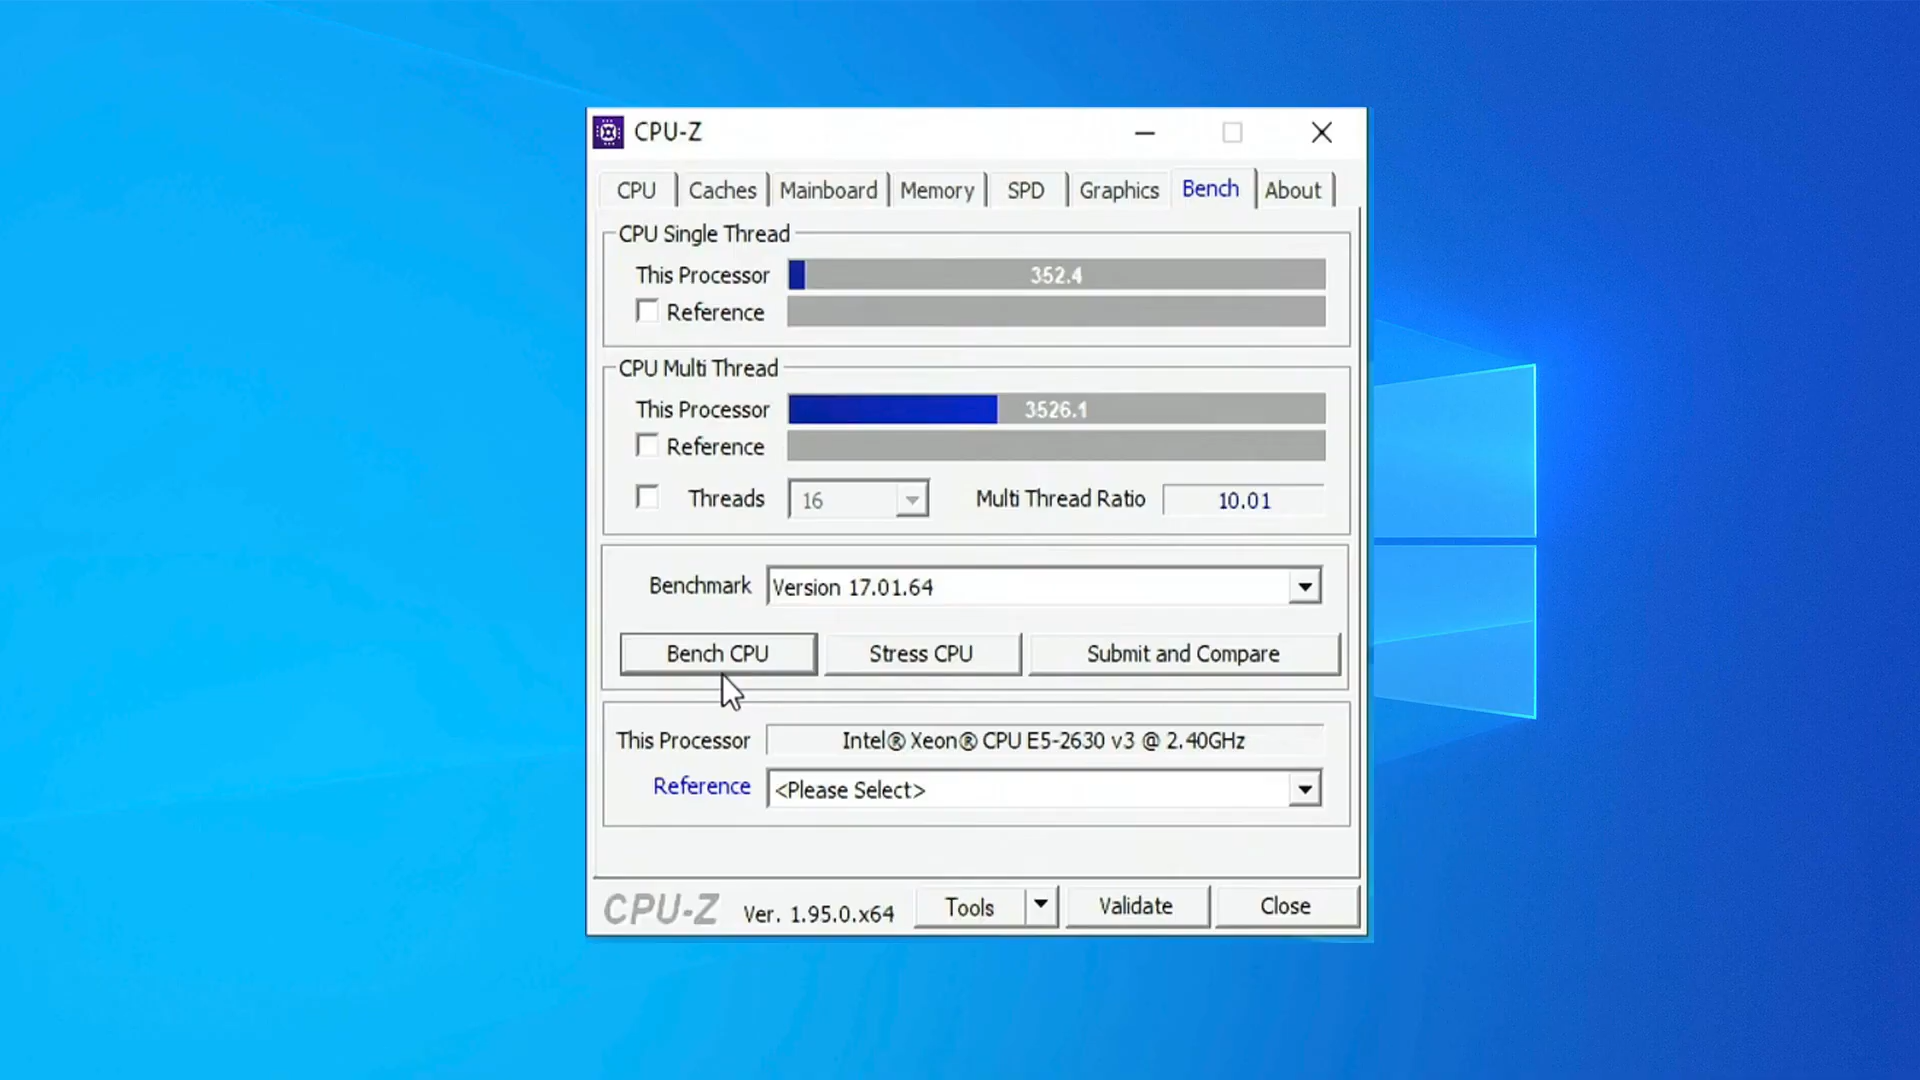 CPU-Z
CPU Caches Mainboard Memory SPD Graphics Bench About
CPU Single Thread
This Processor 352.4
Reference
CPU Multi Thread
This Processor 3526.1
Reference
Threads 16 Multi Thread Ratio 10.01
Benchmark Version 17.01.64
Bench CPU Stress CPU Submit and Compare
This Processor Intel® Xeon® CPU E5-2630 v3 @ 2.40GHz
Reference <Please Select>
CPU-Z Ver. 1.95.0.x64 Tools Validate Close